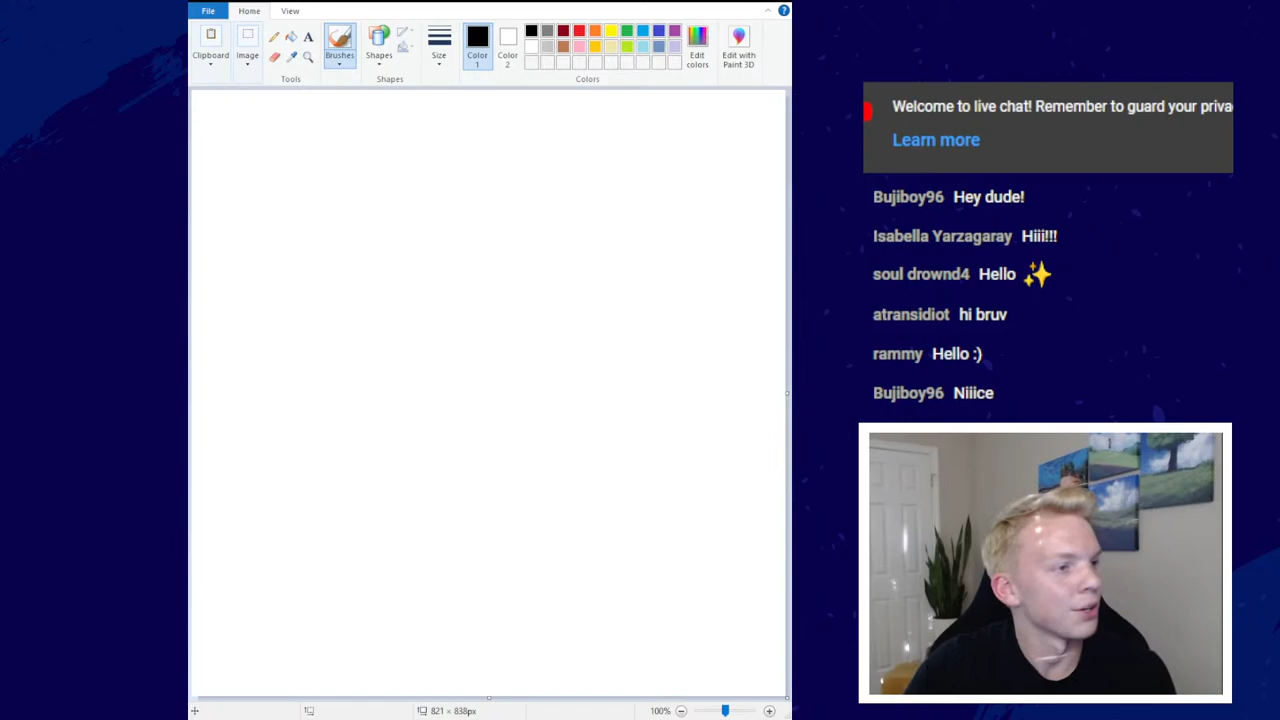 File Home View
Clipboard Image Tools Brushes Shapes Shapes Size Color 1 Color 2 Colors Edit colors Edit with Paint 3D
Welcome to live chat! Remember to guard your priva
Learn more
Bujiboy96 Hey dude!
Isabella Yarzagaray Hiii!!!
soul drownd4 Hello ✨
atransidiot hi bruv
rammy Hello :)
Bujiboy96 Niiice
821 × 838px 100%